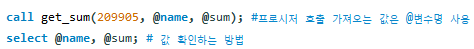 call get_sum(209905, @name, @sum); #프로시저 호출 가져오는 값은 @변수명 사용
select @name, @sum; # 값 확인하는 방법